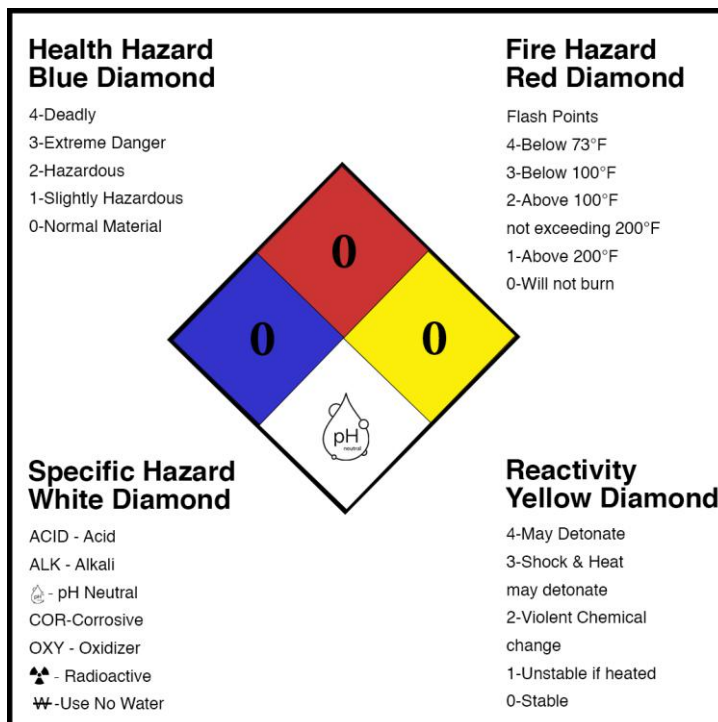 Health Hazard
Blue Diamond
4-Deadly
3-Extreme Danger
2-Hazardous
1-Slightly Hazardous
0-Normal Material
Fire Hazard
Red Diamond
Flash Points
4-Below 73°F
3-Below 100°F
2-Above 100°F
not exceeding 200°F
1-Above 200°F
0-Will not burn
0
0
0
pH
neutral
Specific Hazard
White Diamond
ACID - Acid
ALK - Alkali
pH - pH Neutral
COR-Corrosive
OXY - Oxidizer
- Radioactive
W-Use No Water
Reactivity
Yellow Diamond
4-May Detonate
3-Shock & Heat
may detonate
2-Violent Chemical
change
1-Unstable if heated
0-Stable